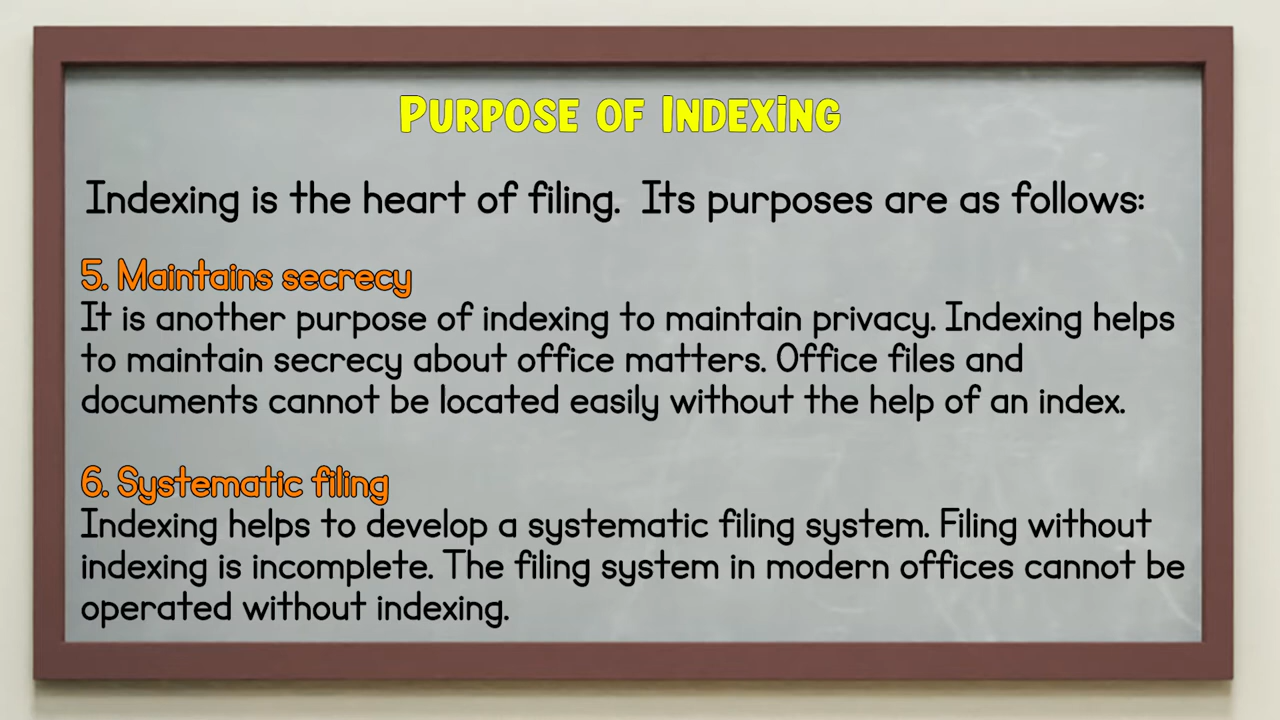 Purpose of Indexing
Indexing is the heart of filing. Its purposes are as follows:
5. Maintains secrecy
It is another purpose of indexing to maintain privacy. Indexing helps
to maintain secrecy about office matters. Office files and
documents cannot be located easily without the help of an index.
6. Systematic filing
Indexing helps to develop a systematic filing system. Filing without
indexing is incomplete. The filing system in modern offices cannot be
operated without indexing.